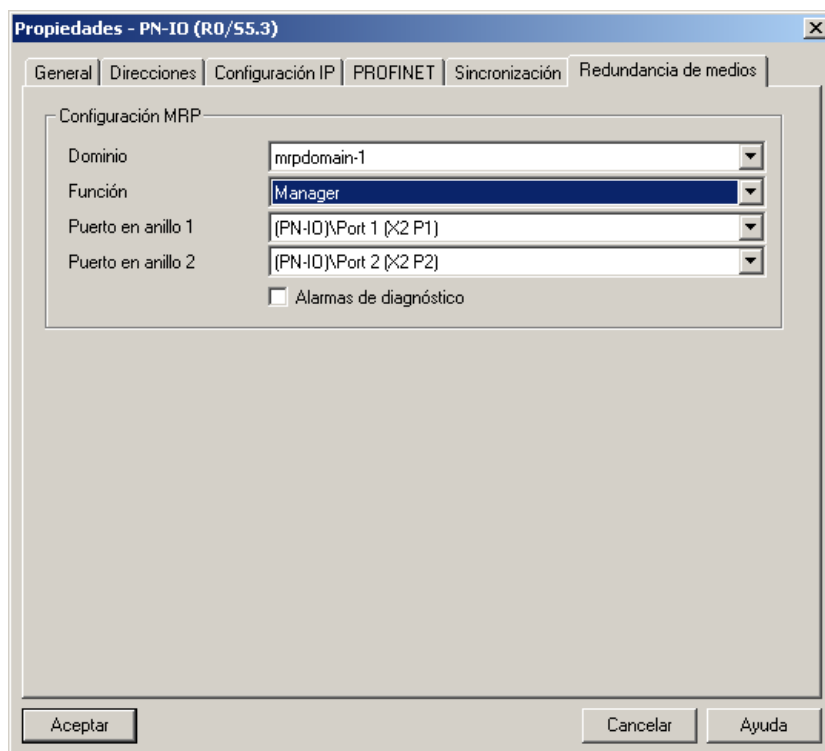 Propiedades - PN-IO (R0/S5.3)
General Direcciones Configuración IP PROFINET Sincronización Redundancia de medios
Configuración MRP
Dominio mrpdomain-1
Función Manager
Puerto en anillo 1 (PN-IO)\Port 1 (X2 P1)
Puerto en anillo 2 (PN-IO)\Port 2 (X2 P2)
Alarmas de diagnóstico
Aceptar Cancelar Ayuda